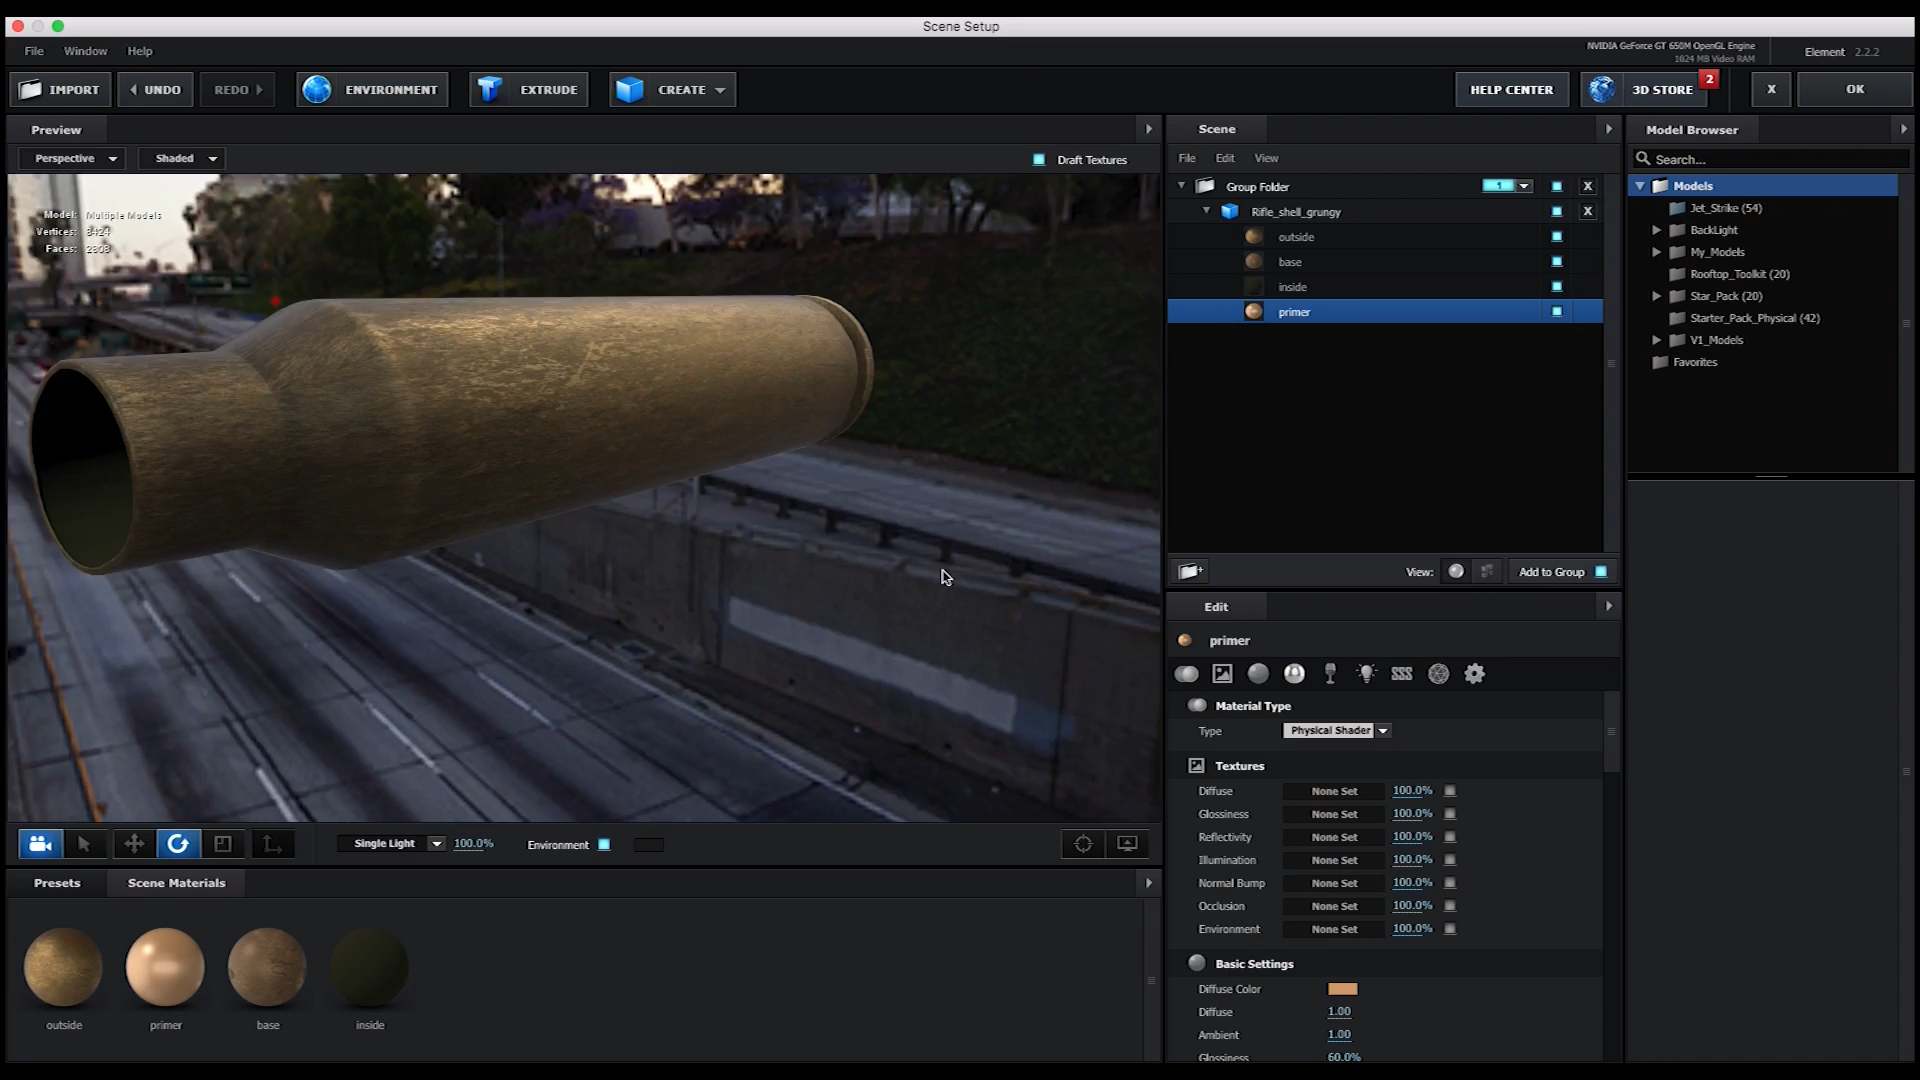 Scene Setup
File Window Help
NVIDIA GeForce GT 650M OpenGL Engine
1024 MB Video RAM
Element 2.2.2
IMPORT UNDO REDO ENVIRONMENT EXTRUDE CREATE HELP CENTER 3D STORE 2 X OK
Preview
Perspective Shaded Draft Textures
Model: Multiple Models
Vertices: 8424
Faces: 2808
Single Light 100.0% Environment
Presets Scene Materials
outside primer base inside
Scene
File Edit View
Group Folder 1 X
Rifle_shell_grungy X
outside
base
inside
primer
View: Add to Group
Edit
primer
Material Type
Type Physical Shader
Textures
Diffuse None Set 100.0%
Glossiness None Set 100.0%
Reflectivity None Set 100.0%
Illumination None Set 100.0%
Normal Bump None Set 100.0%
Occlusion None Set 100.0%
Environment None Set 100.0%
Basic Settings
Diffuse Color
Diffuse 1.00
Ambient 1.00
Glossiness 60.0%
Model Browser
Search...
Models
Jet_Strike (54)
BackLight
My_Models
Rooftop_Toolkit (20)
Star_Pack (20)
Starter_Pack_Physical (42)
V1_Models
Favorites